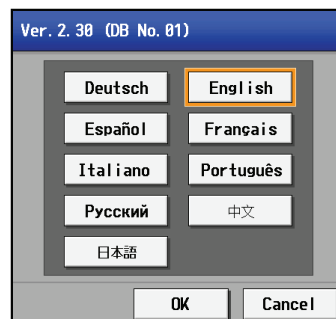 Ver. 2. 30 (DB No. 01)
Deutsch English
Español Français
Italiano Português
Русский 中文
日本語
OK Cancel